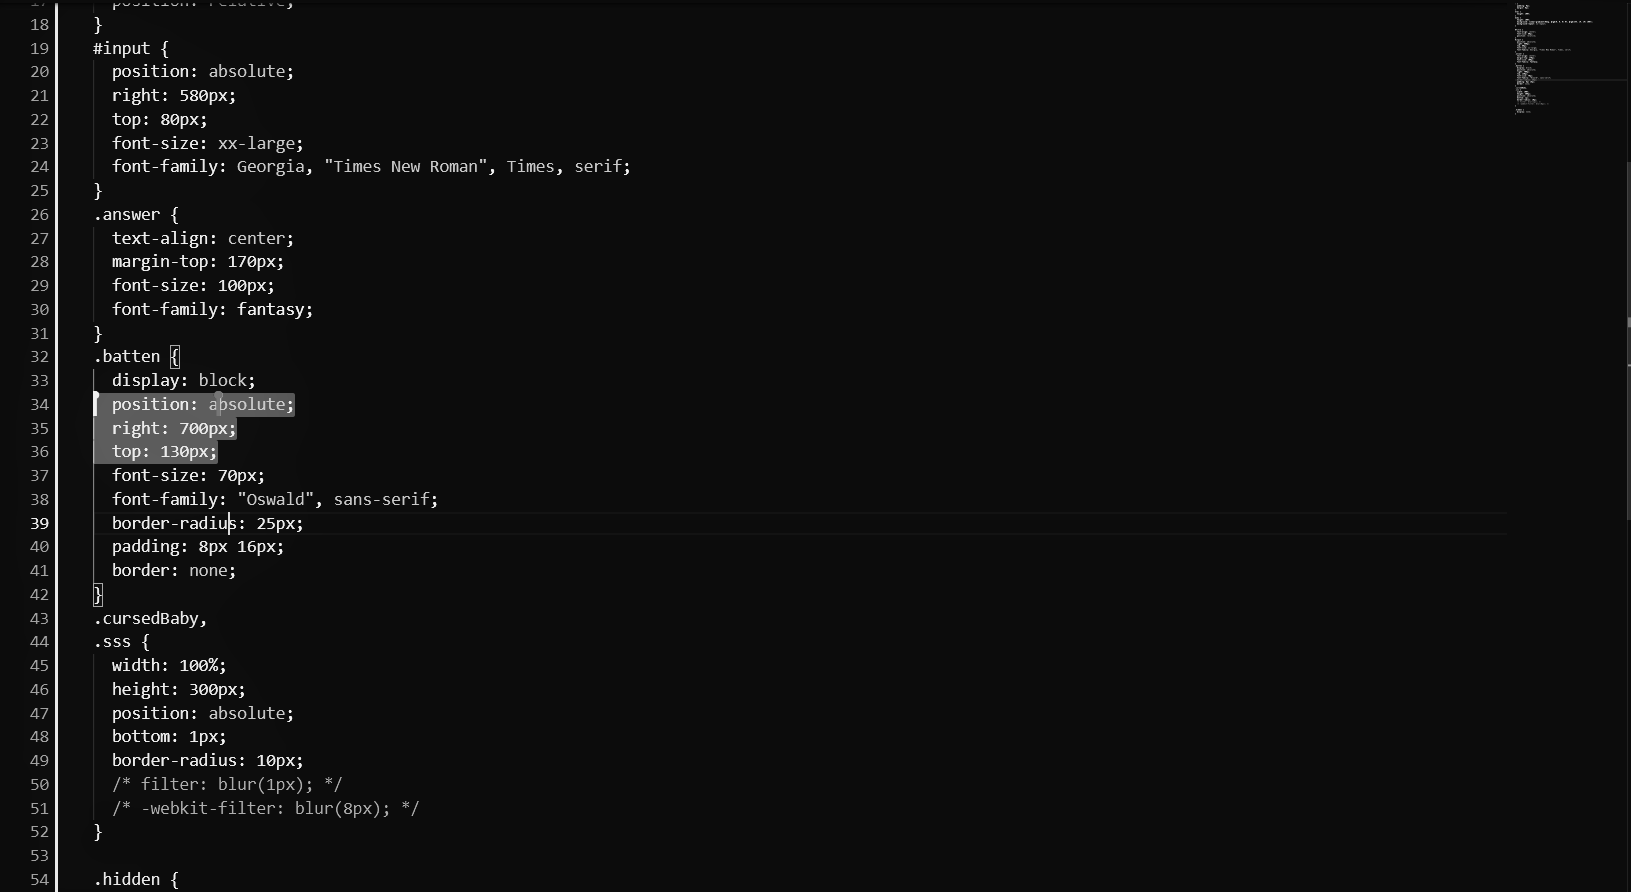 17 position: relative;
18 }
19 #input {
20 position: absolute;
21 right: 580px;
22 top: 80px;
23 font-size: xx-large;
24 font-family: Georgia, "Times New Roman", Times, serif;
25 }
26 .answer {
27 text-align: center;
28 margin-top: 170px;
29 font-size: 100px;
30 font-family: fantasy;
31 }
32 .batten {
33 display: block;
34 position: absolute;
35 right: 700px;
36 top: 130px;
37 font-size: 70px;
38 font-family: "Oswald", sans-serif;
39 border-radius: 25px;
40 padding: 8px 16px;
41 border: none;
42 }
43 .cursedBaby,
44 .sss {
45 width: 100%;
46 height: 300px;
47 position: absolute;
48 bottom: 1px;
49 border-radius: 10px;
50 /* filter: blur(1px); */
51 /* -webkit-filter: blur(8px); */
52 }
53
54 .hidden {